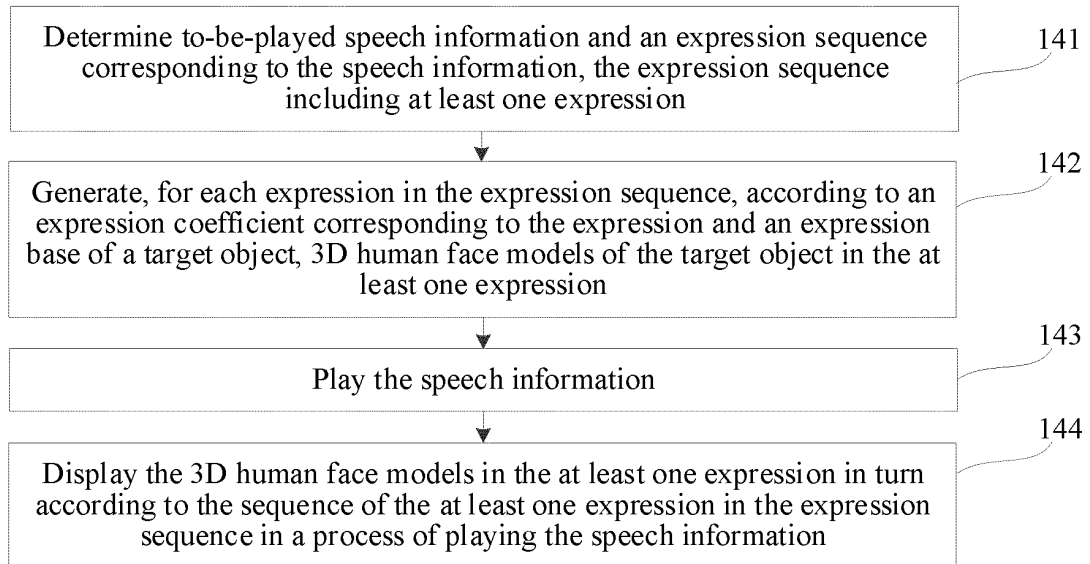 Determine to-be-played speech information and an expression sequence
corresponding to the speech information, the expression sequence
including at least one expression
141
Generate, for each expression in the expression sequence, according to an
expression coefficient corresponding to the expression and an expression
base of a target object, 3D human face models of the target object in the at
least one expression
142
Play the speech information
143
Display the 3D human face models in the at least one expression in turn
according to the sequence of the at least one expression in the expression
sequence in a process of playing the speech information
144